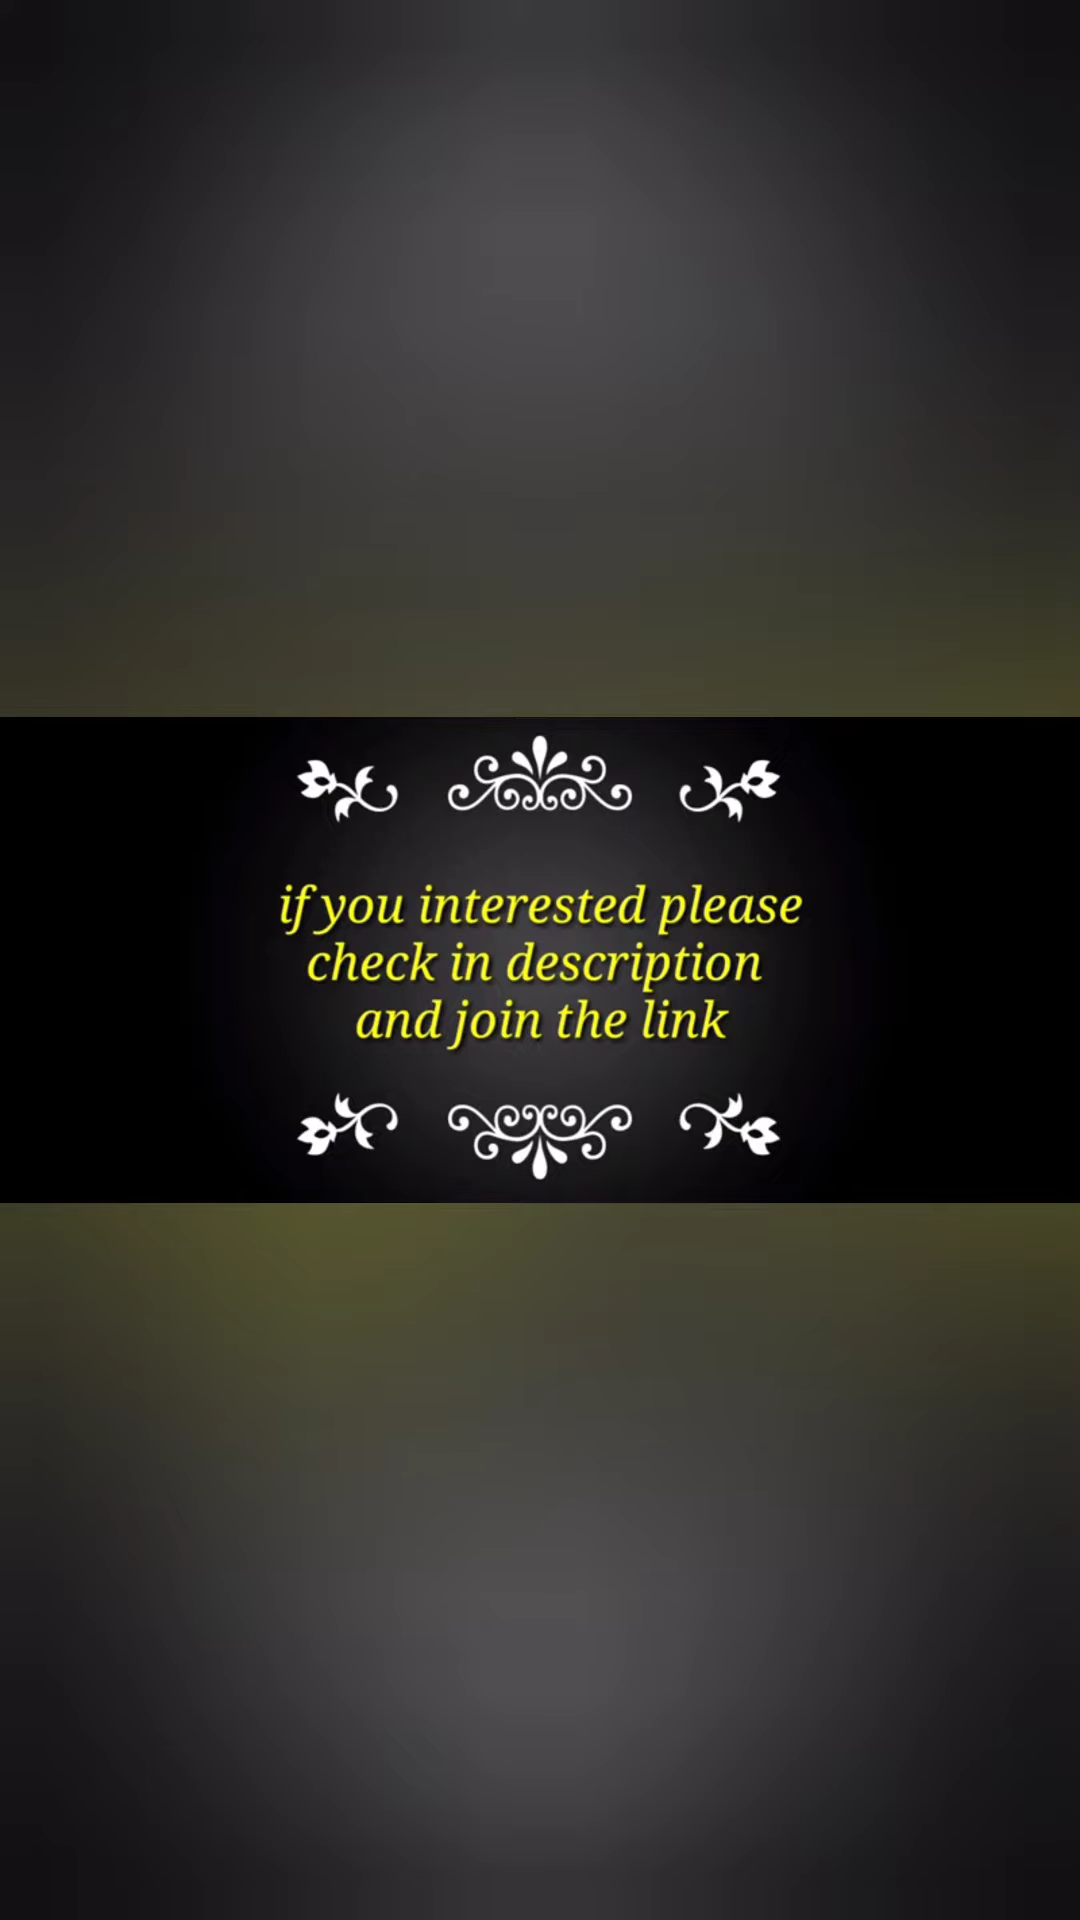 if you interested please
check in description
and join the link